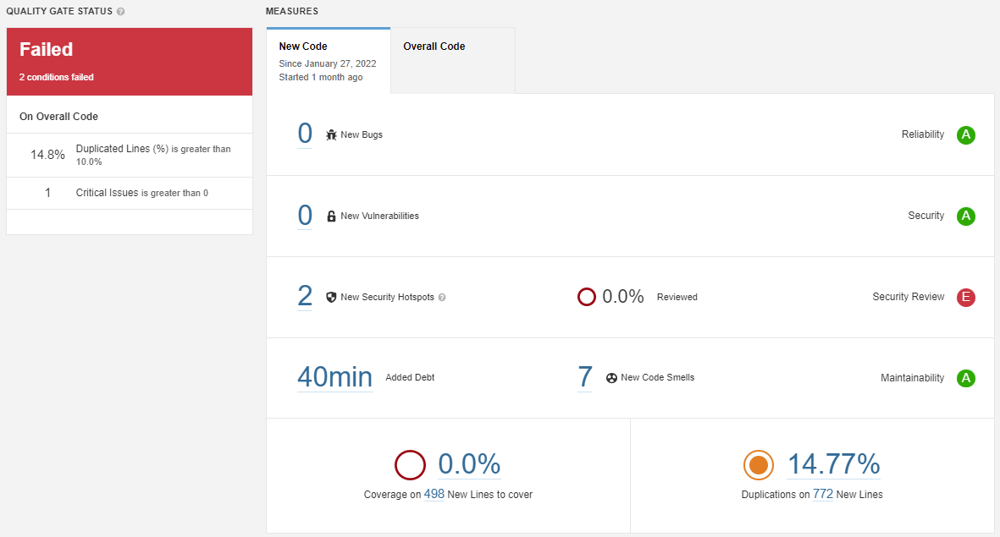 QUALITY GATE STATUS ?
MEASURES
Failed
2 conditions failed
On Overall Code
14.8% Duplicated Lines (%) is greater than
10.0%
1 Critical Issues is greater than 0
New Code
Since January 27, 2022
Started 1 month ago
Overall Code
0 New Bugs
Reliability A
0 New Vulnerabilities
Security A
2 New Security Hotspots ?
0.0% Reviewed
Security Review E
40min Added Debt
7 New Code Smells
Maintainability A
0.0%
Coverage on 498 New Lines to cover
14.77%
Duplications on 772 New Lines